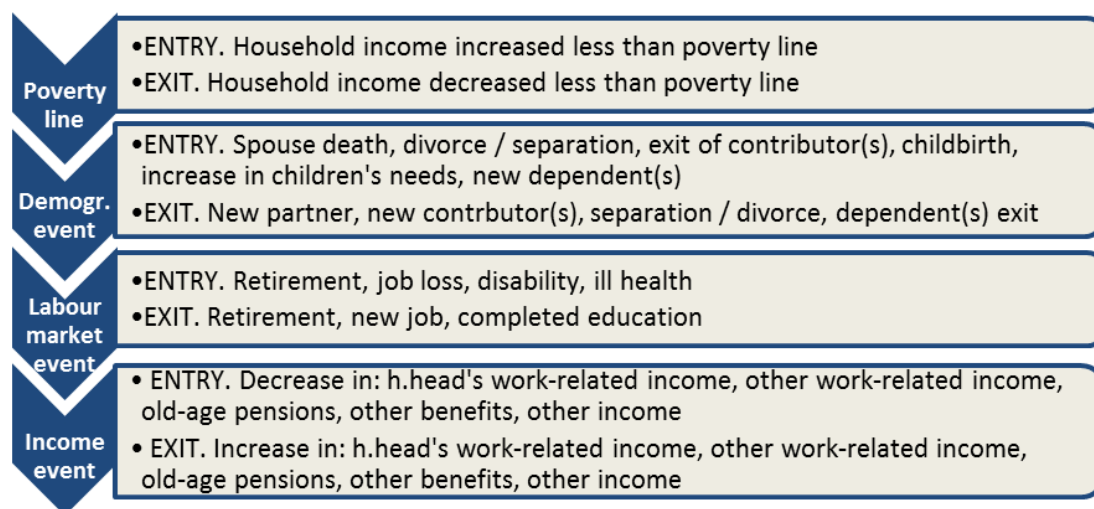 Poverty
line
•ENTRY. Household income increased less than poverty line
•EXIT. Household income decreased less than poverty line
Demogr.
event
•ENTRY. Spouse death, divorce / separation, exit of contributor(s), childbirth,
increase in children's needs, new dependent(s)
•EXIT. New partner, new contrbutor(s), separation / divorce, dependent(s) exit
Labour
market
event
•ENTRY. Retirement, job loss, disability, ill health
•EXIT. Retirement, new job, completed education
Income
event
• ENTRY. Decrease in: h.head's work-related income, other work-related income,
old-age pensions, other benefits, other income
• EXIT. Increase in: h.head's work-related income, other work-related income,
old-age pensions, other benefits, other income